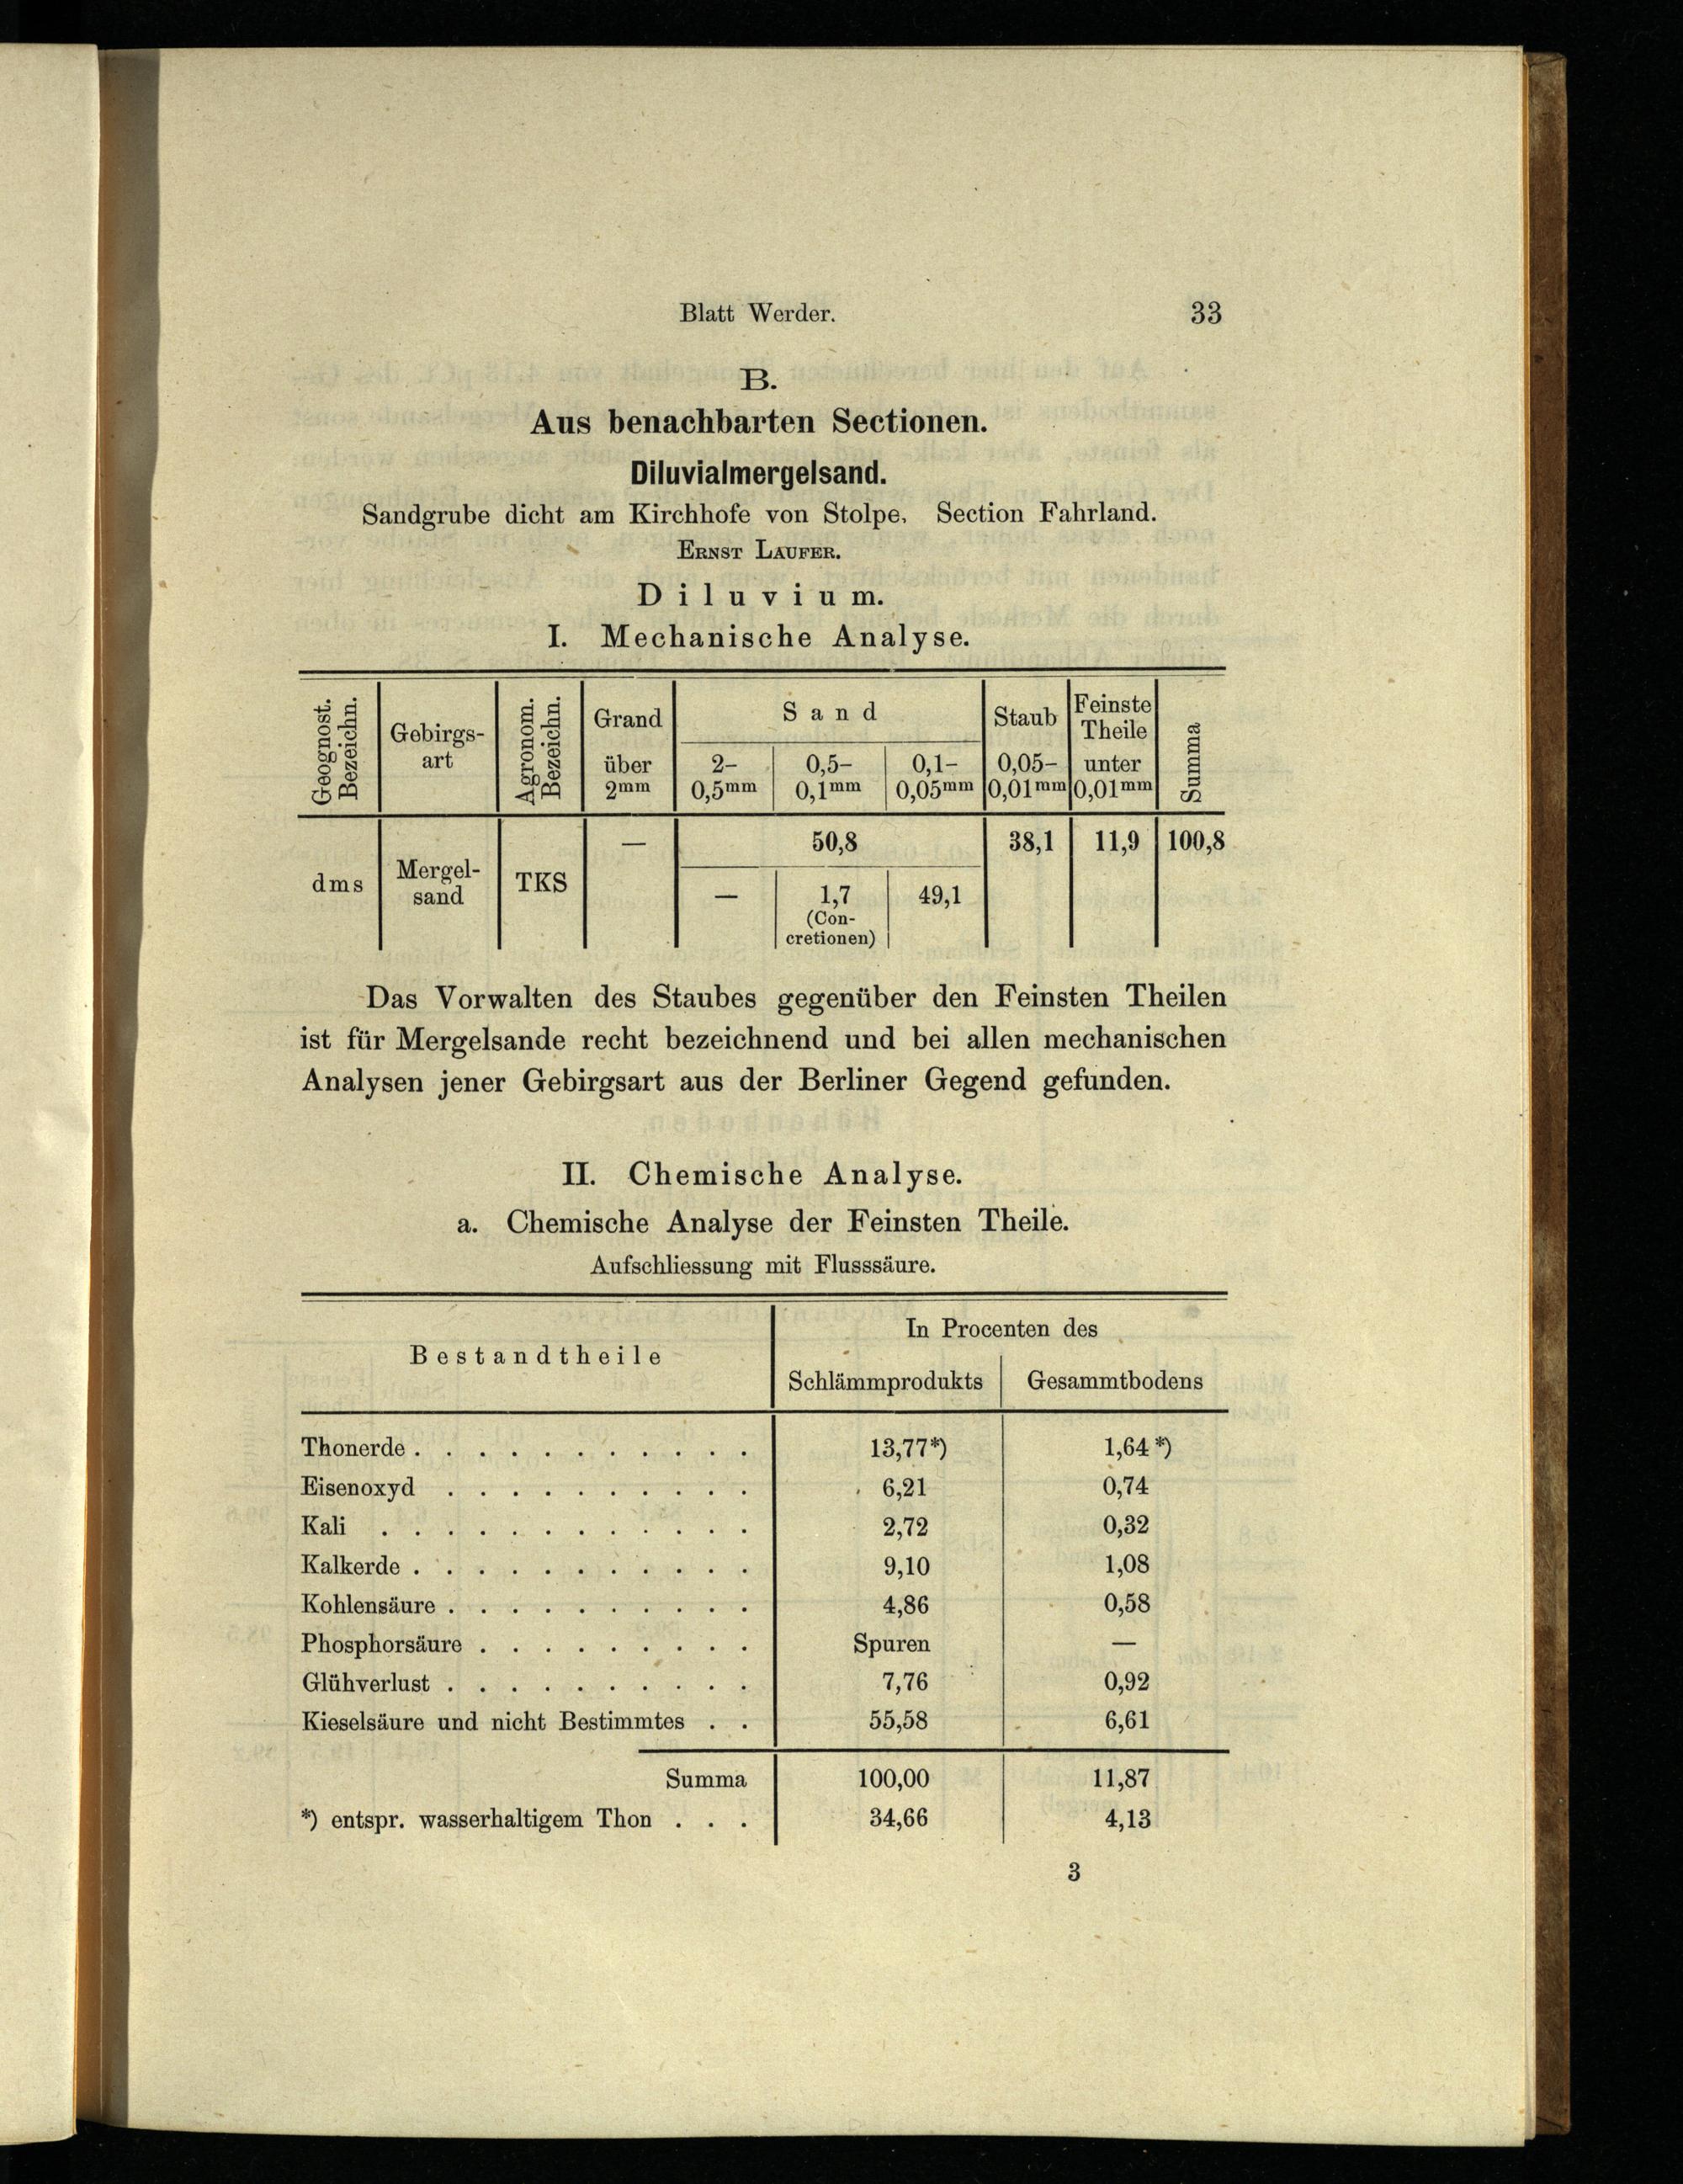 Blatt Werder. 33
B.
Aus benachbarten Sectionen.
Diluvialmergelsand.
Sandgrube dicht am Kirchhofe von Stolpe, Section Fahrland.
ERNST LAUFER.
Diluvium.
I. Mechanische Analyse.
Geognost. Bezeichn.
Gebirgs-
art
Agronom. Bezeichn.
Grand
über
2mm
Sand
2- 0,5- 0,1-
0,5mm 0,1mm 0,05mm
Staub
0,05-
0,01mm
Feinste
Theile
unter
0,01mm
Summa
— 50,8 38,1 11,9 100,8
dms Mergel-
sand TKS
— 1,7 49,1
(Con-
cretionen)
Das Vorwalten des Staubes gegenüber den Feinsten Theilen
ist für Mergelsande recht bezeichnend und bei allen mechanischen
Analysen jener Gebirgsart aus der Berliner Gegend gefunden.
II. Chemische Analyse.
a. Chemische Analyse der Feinsten Theile.
Aufschliessung mit Flusssäure.
Bestandtheile
In Procenten des
Schlämmprodukts Gesammtbodens
Thonerde . . . . . . . . . . . 13,77*) 1,64*)
Eisenoxyd . . . . . . . . . . 6,21 0,74
Kali . . . . . . . . . . . . 2,72 0,32
Kalkerde . . . . . . . . . . . 9,10 1,08
Kohlensäure . . . . . . . . . . 4,86 0,58
Phosphorsäure . . . . . . . . . Spuren —
Glühverlust . . . . . . . . . . 7,76 0,92
Kieselsäure und nicht Bestimmtes . . 55,58 6,61
Summa 100,00 11,87
*) entspr. wasserhaltigem Thon . . . 34,66 4,13
3